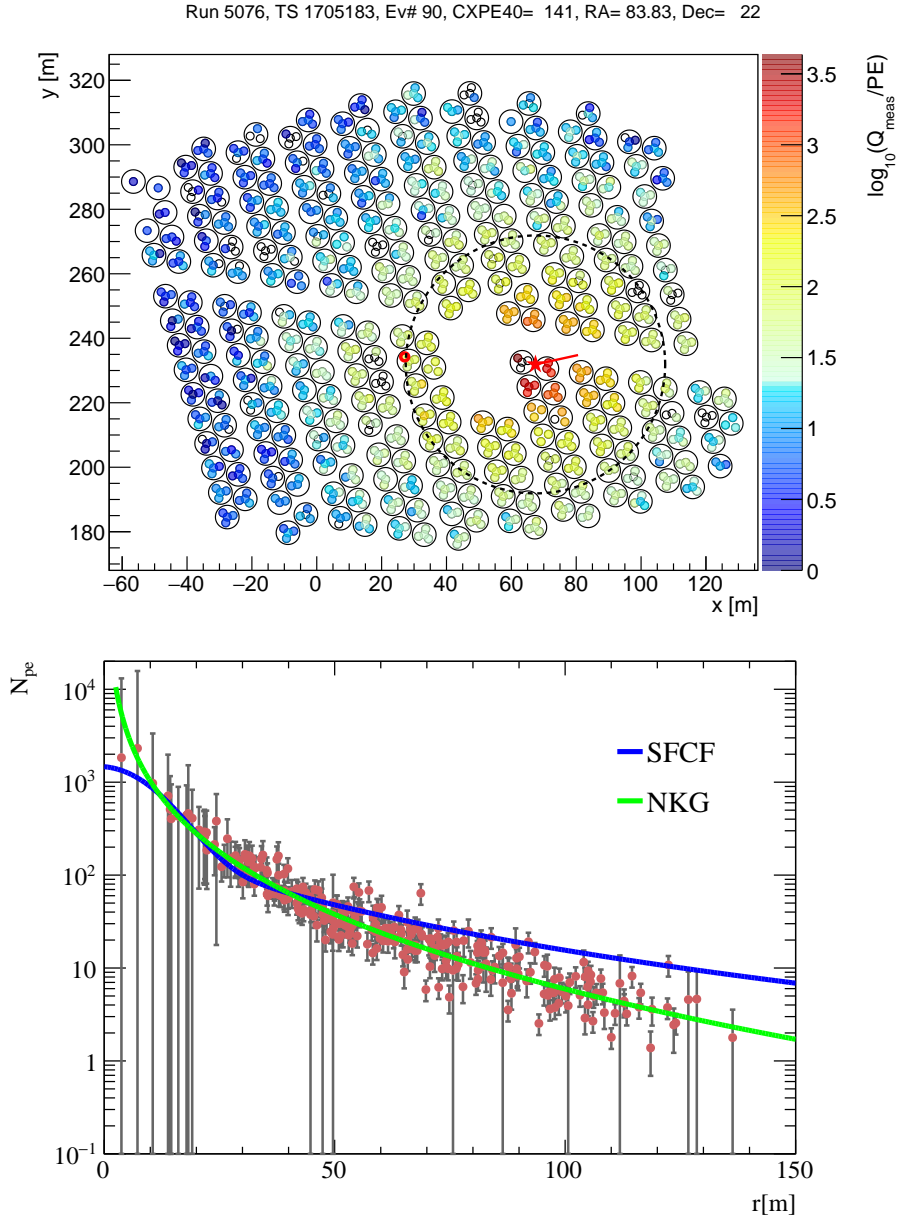 Run 5076, TS 1705183, Ev# 90, CXPE40= 141, RA= 83.83, Dec= 22
y [m]
320
300
280
260
240
220
200
180
−60 −40 −20 0 20 40 60 80 100 120
x [m]
3.5
3
2.5
2
1.5
1
0.5
0
log10(Qmeas/PE)
Npe
10^4
10^3
10^2
10
1
10^−1
SFCF
NKG
0 50 100 150
r[m]